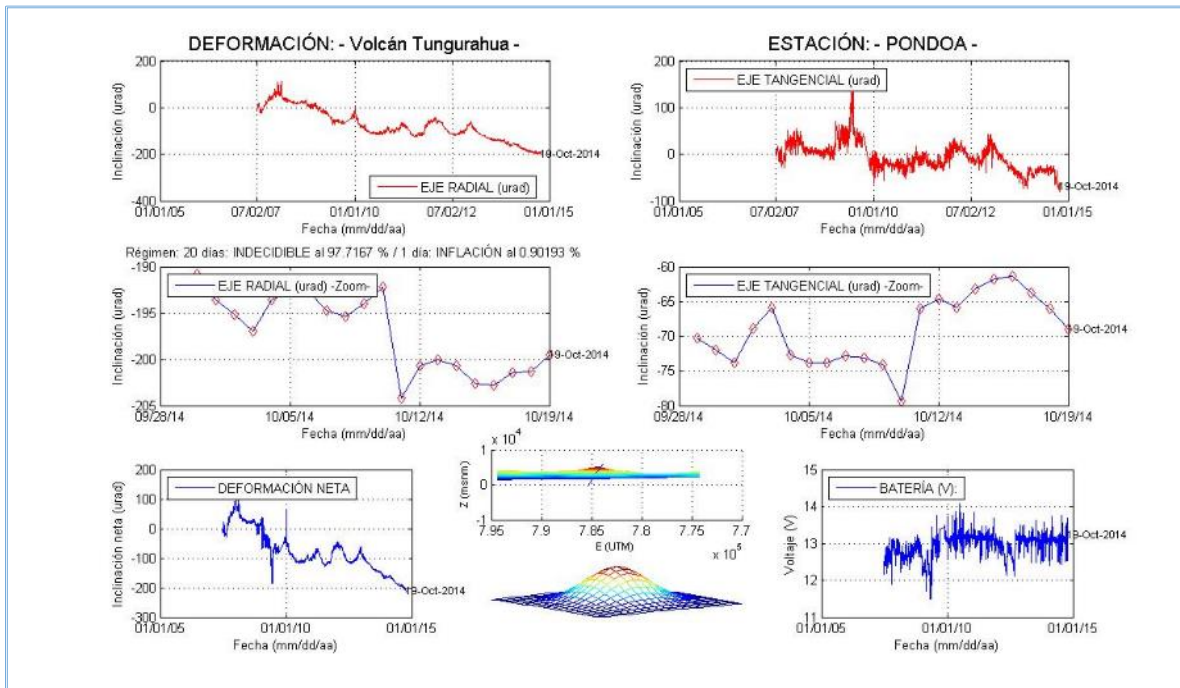 DEFORMACIÓN: - Volcán Tungurahua -
200
0
-200
-400
Inclinación (urad)
EJE RADIAL (urad)
19-Oct-2014
01/01/05
07/02/07
01/01/10
07/02/12
01/01/15
Fecha (mm/dd/aa)
ESTACIÓN: - PONDOA -
200
100
0
-100
Inclinación (urad)
EJE TANGENCIAL (urad)
19-Oct-2014
01/01/05
07/02/07
01/01/10
07/02/12
01/01/15
Fecha (mm/dd/aa)
Régimen: 20 días: INDECIDIBLE al 97.7167 % / 1 día: INFLACIÓN al 0.90193 %
-190
-195
-200
-205
Inclinación (urad)
EJE RADIAL (urad) -Zoom-
19-Oct-2014
09/28/14
10/05/14
10/12/14
10/19/14
Fecha (mm/dd/aa)
-60
-65
-70
-75
-80
Inclinación (urad)
EJE TANGENCIAL (urad) -Zoom-
19-Oct-2014
09/28/14
10/05/14
10/12/14
10/19/14
Fecha (mm/dd/aa)
200
100
0
-100
-200
-300
Inclinación neta (urad)
DEFORMACIÓN NETA
19-Oct-2014
01/01/05
01/01/10
01/01/15
Fecha (mm/dd/aa)
x 10^4
1
0
-1
Z (msnm)
7.95
7.9
7.85
7.8
7.75
7.7
E (UTM)
x 10^5
15
14
13
12
11
Voltaje (V)
BATERÍA (V):
19-Oct-2014
01/01/05
01/01/10
01/01/15
Fecha (mm/dd/aa)